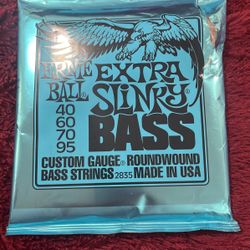 ERNIE BALL
EXTRA
SLINKY
BASS
40
60
70
95
CUSTOM GAUGE® ROUNDWOUND
BASS STRINGS 2835 MADE IN USA